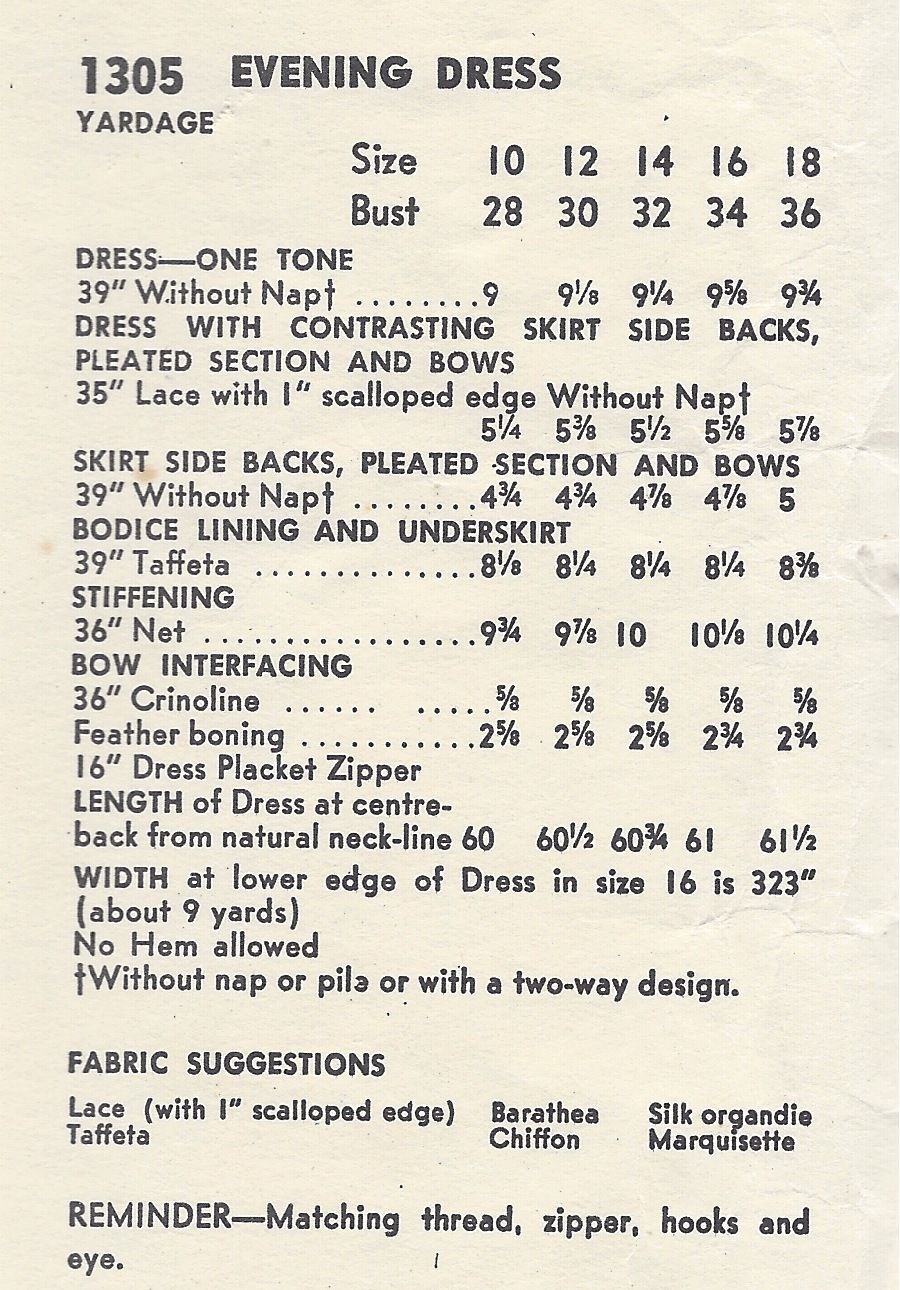 1305 EVENING DRESS
YARDAGE
Size 10 12 14 16 18
Bust 28 30 32 34 36
DRESS—ONE TONE
39" Without Nap† ........9 9⅛ 9¼ 9⅝ 9¾
DRESS WITH CONTRASTING SKIRT SIDE BACKS,
PLEATED SECTION AND BOWS
35" Lace with 1" scalloped edge Without Nap†
5¼ 5⅜ 5½ 5⅝ 5⅞
SKIRT SIDE BACKS, PLEATED SECTION AND BOWS
39" Without Nap† ........4¾ 4¾ 4⅞ 4⅞ 5
BODICE LINING AND UNDERSKIRT
39" Taffeta ..............8⅛ 8¼ 8¼ 8¼ 8⅜
STIFFENING
36" Net .................9¾ 9⅞ 10 10⅛ 10¼
BOW INTERFACING
36" Crinoline ...... .....⅝ ⅝ ⅝ ⅝ ⅝
Feather boning ...........2⅝ 2⅝ 2⅝ 2¾ 2¾
16" Dress Placket Zipper
LENGTH of Dress at centre-
back from natural neck-line 60 60½ 60¾ 61 61½
WIDTH at lower edge of Dress in size 16 is 323"
(about 9 yards)
No Hem allowed
†Without nap or pile or with a two-way design.
FABRIC SUGGESTIONS
Lace (with 1" scalloped edge) Barathea Silk organdie
Taffeta Chiffon Marquisette
REMINDER—Matching thread, zipper, hooks and
eye.